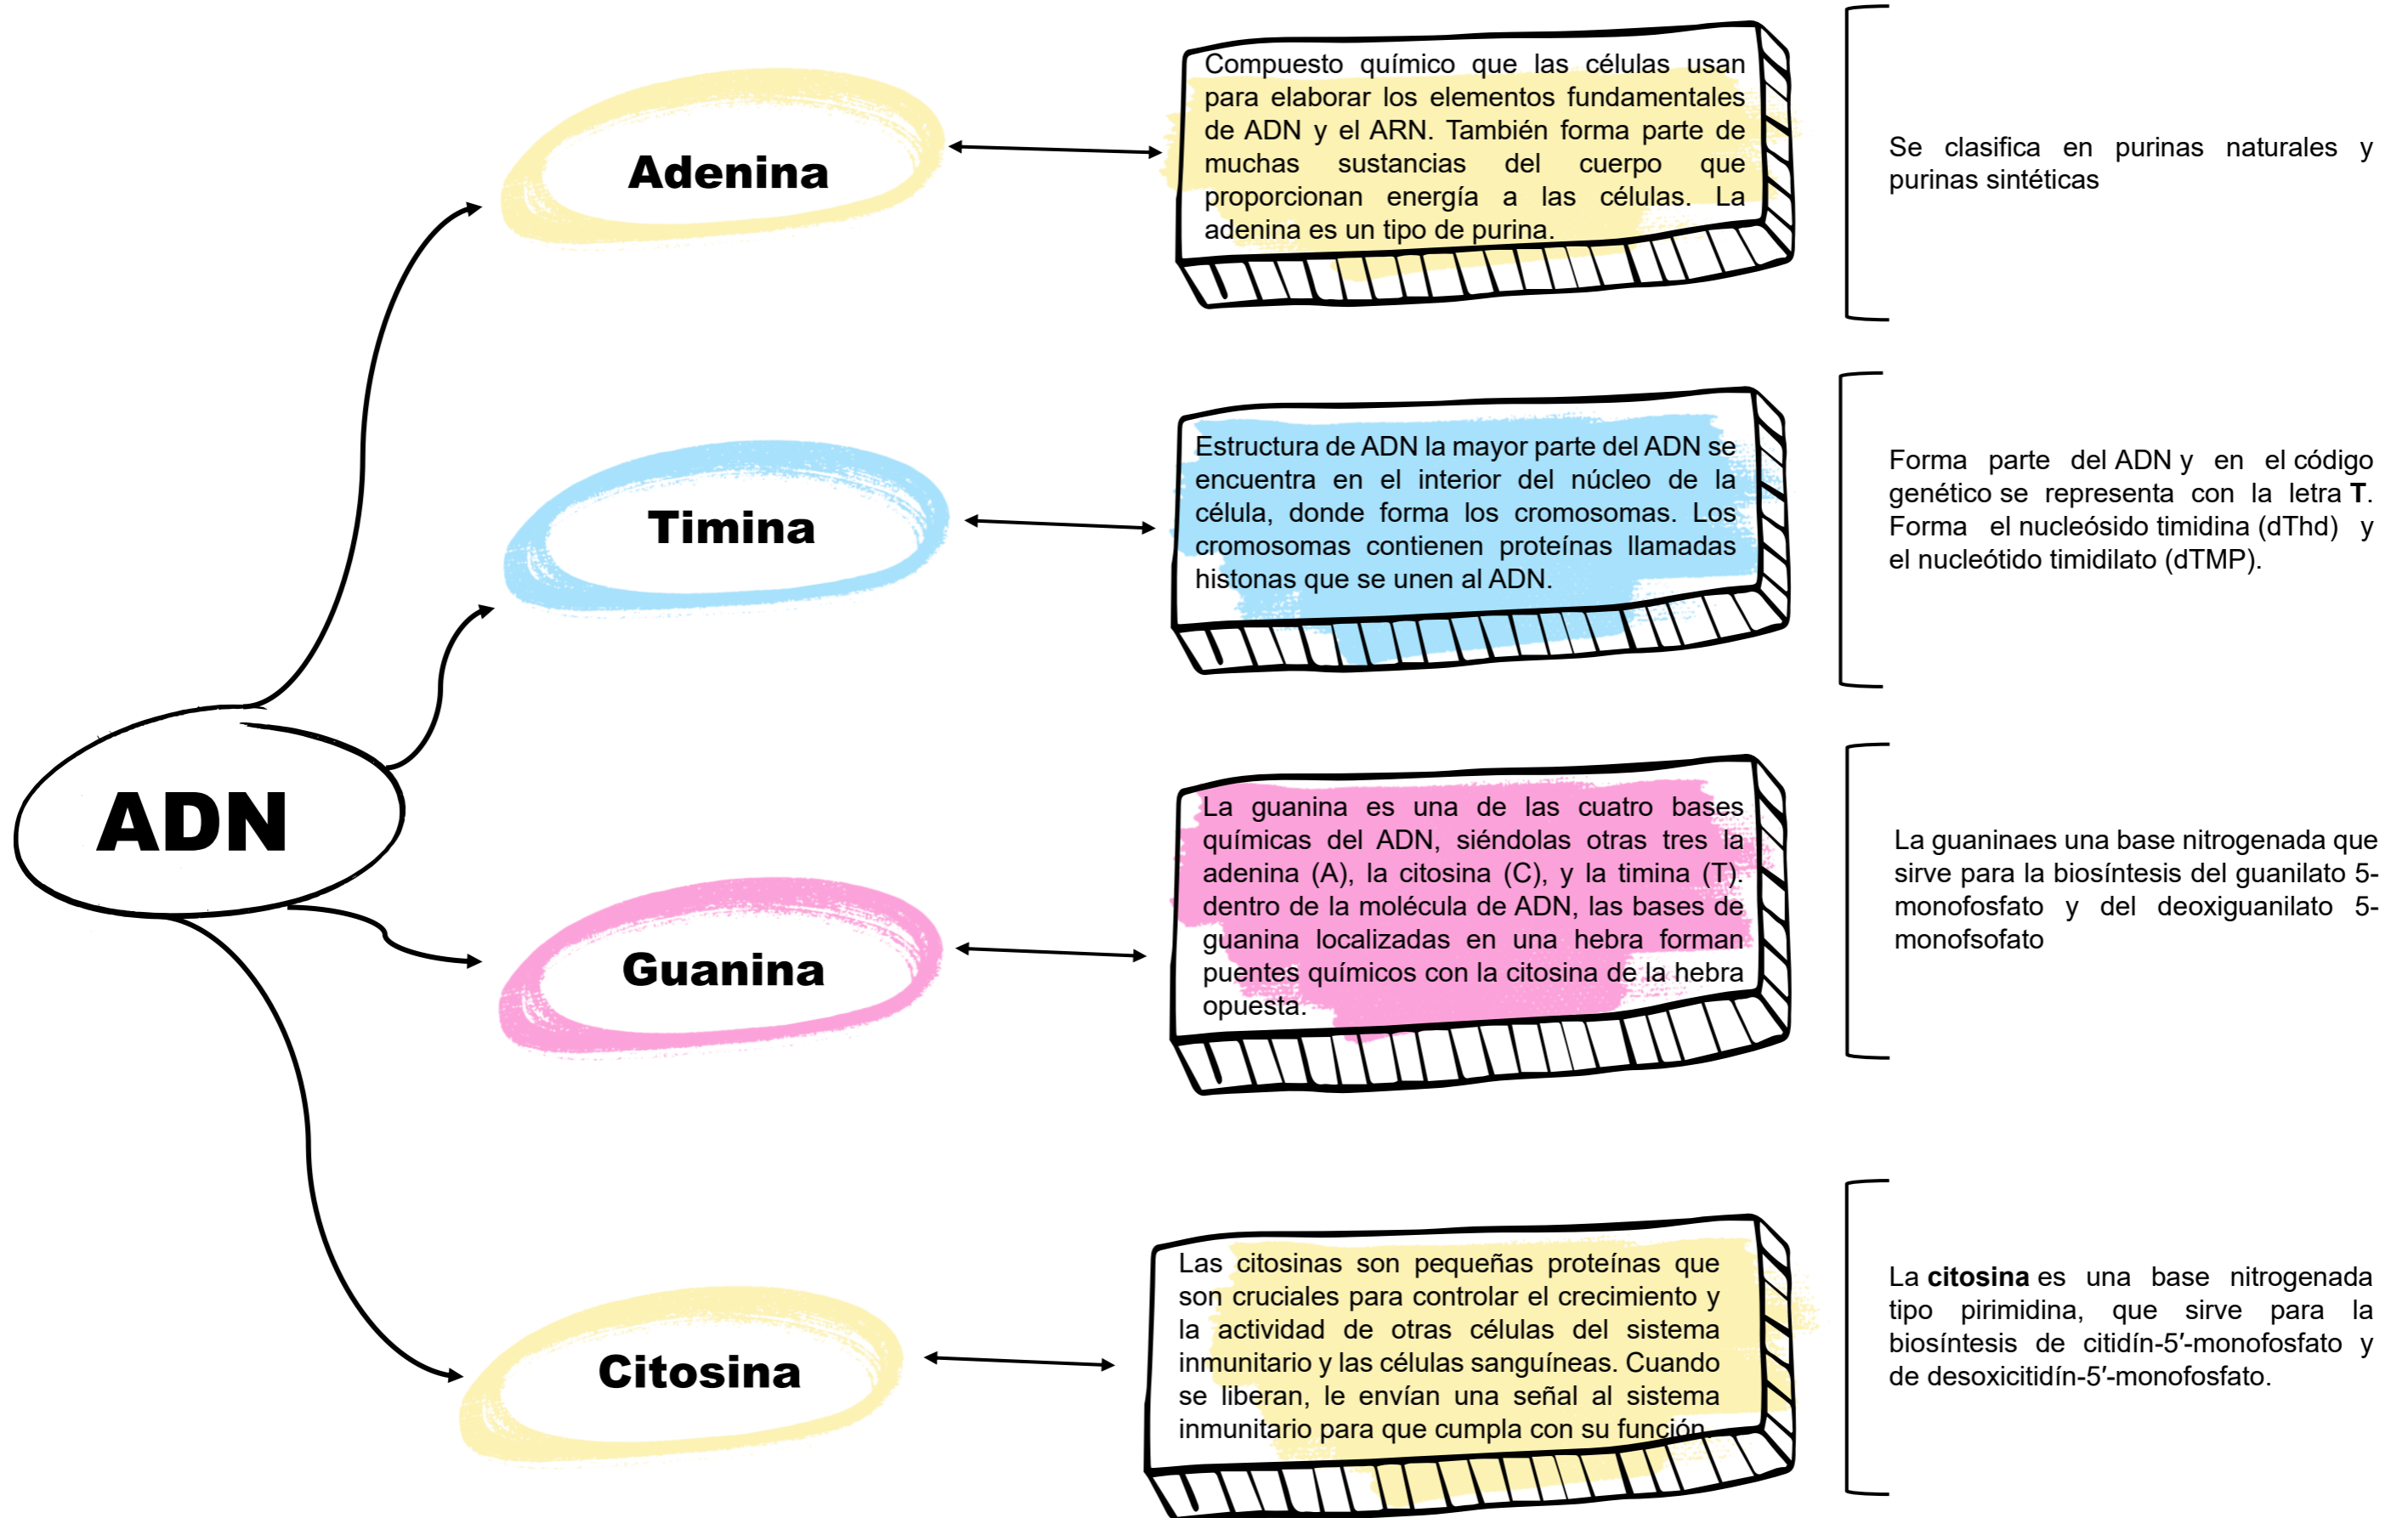 ADN
Adenina
Compuesto químico que las células usan
para elaborar los elementos fundamentales
de ADN y el ARN. También forma parte de
muchas sustancias del cuerpo que
proporcionan energía a las células. La
adenina es un tipo de purina.
Se clasifica en purinas naturales y
purinas sintéticas
Timina
Estructura de ADN la mayor parte del ADN se
encuentra en el interior del núcleo de la
célula, donde forma los cromosomas. Los
cromosomas contienen proteínas llamadas
histonas que se unen al ADN.
Forma parte del ADN y en el código
genético se representa con la letra T.
Forma el nucleósido timidina (dThd) y
el nucleótido timidilato (dTMP).
Guanina
La guanina es una de las cuatro bases
químicas del ADN, siéndolas otras tres la
adenina (A), la citosina (C), y la timina (T).
dentro de la molécula de ADN, las bases de
guanina localizadas en una hebra forman
puentes químicos con la citosina de la hebra
opuesta.
La guaninaes una base nitrogenada que
sirve para la biosíntesis del guanilato 5-
monofosfato y del deoxiguanilato 5-
monofsofato
Citosina
Las citosinas son pequeñas proteínas que
son cruciales para controlar el crecimiento y
la actividad de otras células del sistema
inmunitario y las células sanguíneas. Cuando
se liberan, le envían una señal al sistema
inmunitario para que cumpla con su función.
La citosina es una base nitrogenada
tipo pirimidina, que sirve para la
biosíntesis de citidín-5′-monofosfato y
de desoxicitidín-5′-monofosfato.